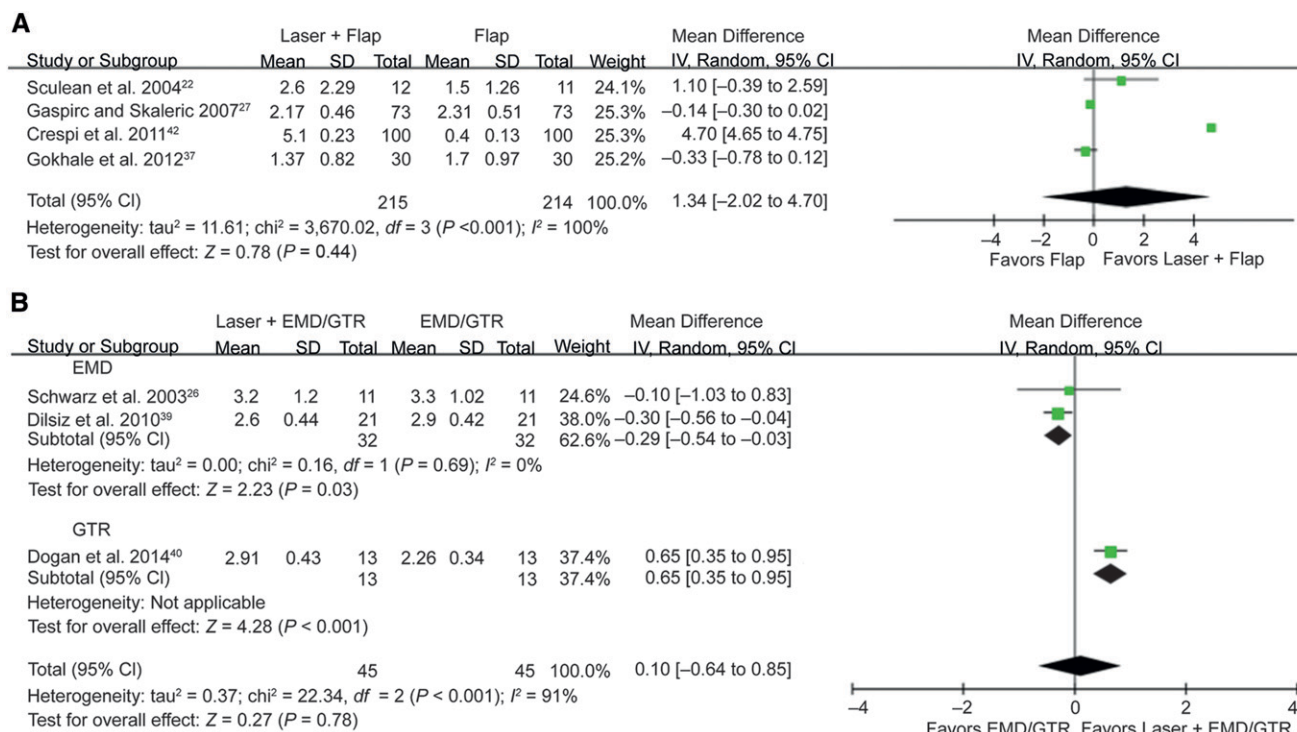 A
Laser + Flap Flap Mean Difference Mean Difference
Study or Subgroup Mean SD Total Mean SD Total Weight IV, Random, 95% CI IV, Random, 95% CI
Sculean et al. 2004²² 2.6 2.29 12 1.5 1.26 11 24.1% 1.10 [–0.39 to 2.59]
Gaspirc and Skaleric 2007²⁷ 2.17 0.46 73 2.31 0.51 73 25.3% –0.14 [–0.30 to 0.02]
Crespi et al. 2011⁴² 5.1 0.23 100 0.4 0.13 100 25.3% 4.70 [4.65 to 4.75]
Gokhale et al. 2012³⁷ 1.37 0.82 30 1.7 0.97 30 25.2% –0.33 [–0.78 to 0.12]
Total (95% CI) 215 214 100.0% 1.34 [–2.02 to 4.70]
Heterogeneity: tau² = 11.61; chi² = 3,670.02, df = 3 (P <0.001); I² = 100%
Test for overall effect: Z = 0.78 (P = 0.44)
–4 –2 0 2 4
Favors Flap Favors Laser + Flap
B
Laser + EMD/GTR EMD/GTR Mean Difference Mean Difference
Study or Subgroup Mean SD Total Mean SD Total Weight IV, Random, 95% CI IV, Random, 95% CI
EMD
Schwarz et al. 2003²⁶ 3.2 1.2 11 3.3 1.02 11 24.6% –0.10 [–1.03 to 0.83]
Dilsiz et al. 2010³⁹ 2.6 0.44 21 2.9 0.42 21 38.0% –0.30 [–0.56 to –0.04]
Subtotal (95% CI) 32 32 62.6% –0.29 [–0.54 to –0.03]
Heterogeneity: tau² = 0.00; chi² = 0.16, df = 1 (P = 0.69); I² = 0%
Test for overall effect: Z = 2.23 (P = 0.03)
GTR
Dogan et al. 2014⁴⁰ 2.91 0.43 13 2.26 0.34 13 37.4% 0.65 [0.35 to 0.95]
Subtotal (95% CI) 13 13 37.4% 0.65 [0.35 to 0.95]
Heterogeneity: Not applicable
Test for overall effect: Z = 4.28 (P < 0.001)
Total (95% CI) 45 45 100.0% 0.10 [–0.64 to 0.85]
Heterogeneity: tau² = 0.37; chi² = 22.34, df = 2 (P < 0.001); I² = 91%
Test for overall effect: Z = 0.27 (P = 0.78)
–4 –2 0 2 4
Favors EMD/GTR Favors Laser + EMD/GTR